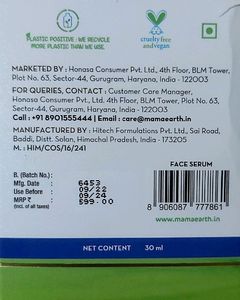 PLASTIC POSITIVE : WE RECYCLE
MORE PLASTIC THAN WE USE
cruelty free
and vegan
MARKETED BY : Honasa Consumer Pvt. Ltd., 4th Floor, BLM Tower,
Plot No. 63, Sector-44, Gurugram, Haryana, India - 122003
FOR QUERIES, CONTACT : Customer Care Manager,
Honasa Consumer Pvt. Ltd. 4th Floor, BLM Tower, Plot No. 63,
Sector-44, Gurugram, Haryana, India - 122003
Call : +91 8901555444 | Email : care@mamaearth.in
MANUFACTURED BY : Hitech Formulations Pvt. Ltd., Sai Road,
Baddi, Distt. Solan, Himachal Pradesh, India - 173205
M.: HIM/COS/16/241
FACE SERUM
B. (Batch No.): 6453
Mfg. Date : 09/22
Use Before : 09/24
MRP ₹ : 599.00
(Incl. of all taxes)
8 906087 777861
www.mamaearth.in
NET CONTENT 30 ml